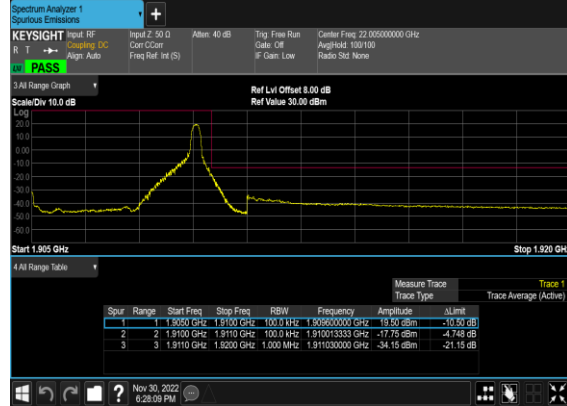 Spectrum Analyzer 1
Spurious Emissions
KEYSIGHT Input: RF Input Z: 50 Ω Atten: 40 dB Trig: Free Run Center Freq: 22.005000000 GHz
R T Coupling: DC Corr CCorr Gate: Off Avg|Hold: 100/100
Align: Auto Freq Ref: Int (S) IF Gain: Low Radio Std: None
PASS
3 All Range Graph
Ref Lvl Offset 8.00 dB
Scale/Div 10.0 dB Ref Value 30.00 dBm
Log
20.0
10.0
0.00
-10.0
-20.0
-30.0
-40.0
-50.0
-60.0
Start 1.905 GHz Stop 1.920 GH
4 All Range Table
Measure Trace Trace 1
Trace Type Trace Average (Active)
Spur Range Start Freq Stop Freq RBW Frequency Amplitude ΔLimit
1 1 1.9050 GHz 1.9100 GHz 100.0 kHz 1.909600000 GHz 19.50 dBm -10.50 dB
2 2 1.9100 GHz 1.9110 GHz 100.0 kHz 1.910013333 GHz -17.75 dBm -4.748 dB
3 3 1.9110 GHz 1.9200 GHz 1.000 MHz 1.911030000 GHz -34.15 dBm -21.15 dB
? Nov 30, 2022
6:28:09 PM